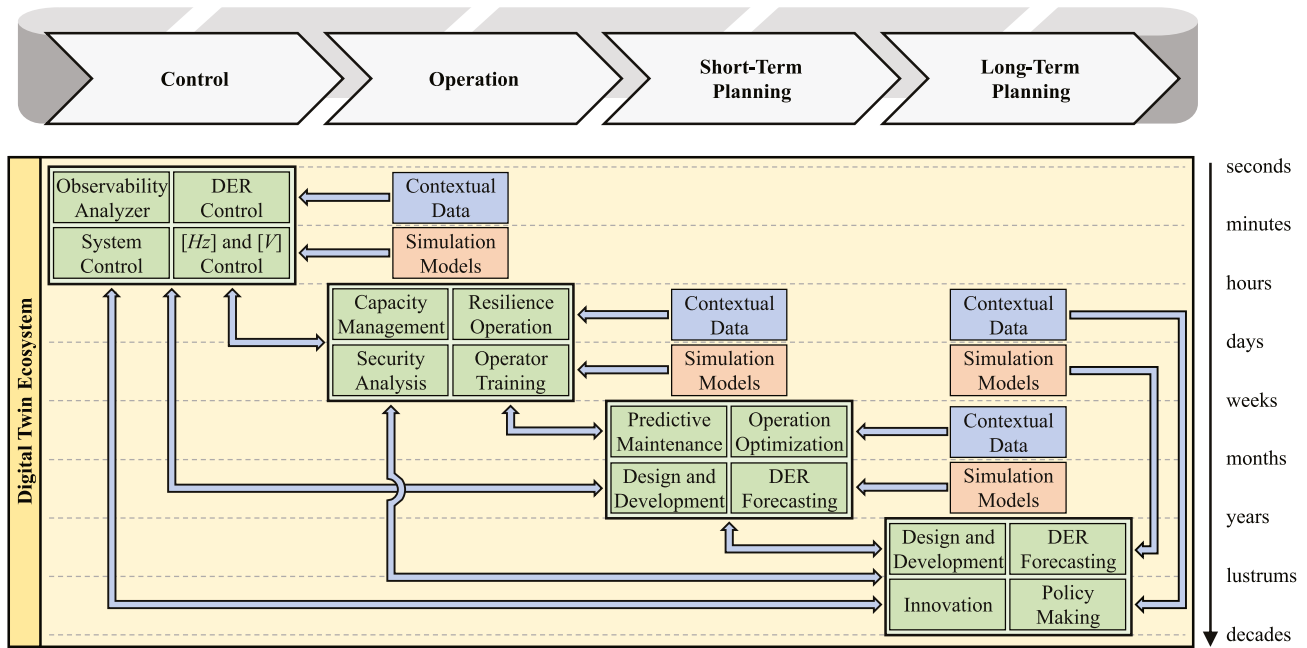 Control
Operation
Short-Term
Planning
Long-Term
Planning
Digital Twin Ecosystem
Observability
Analyzer
DER
Control
System
Control
[Hz] and [V]
Control
Contextual
Data
Simulation
Models
Capacity
Management
Resilience
Operation
Security
Analysis
Operator
Training
Contextual
Data
Simulation
Models
Contextual
Data
Simulation
Models
Predictive
Maintenance
Operation
Optimization
Design and
Development
DER
Forecasting
Contextual
Data
Simulation
Models
Design and
Development
DER
Forecasting
Innovation
Policy
Making
seconds
minutes
hours
days
weeks
months
years
lustrums
decades